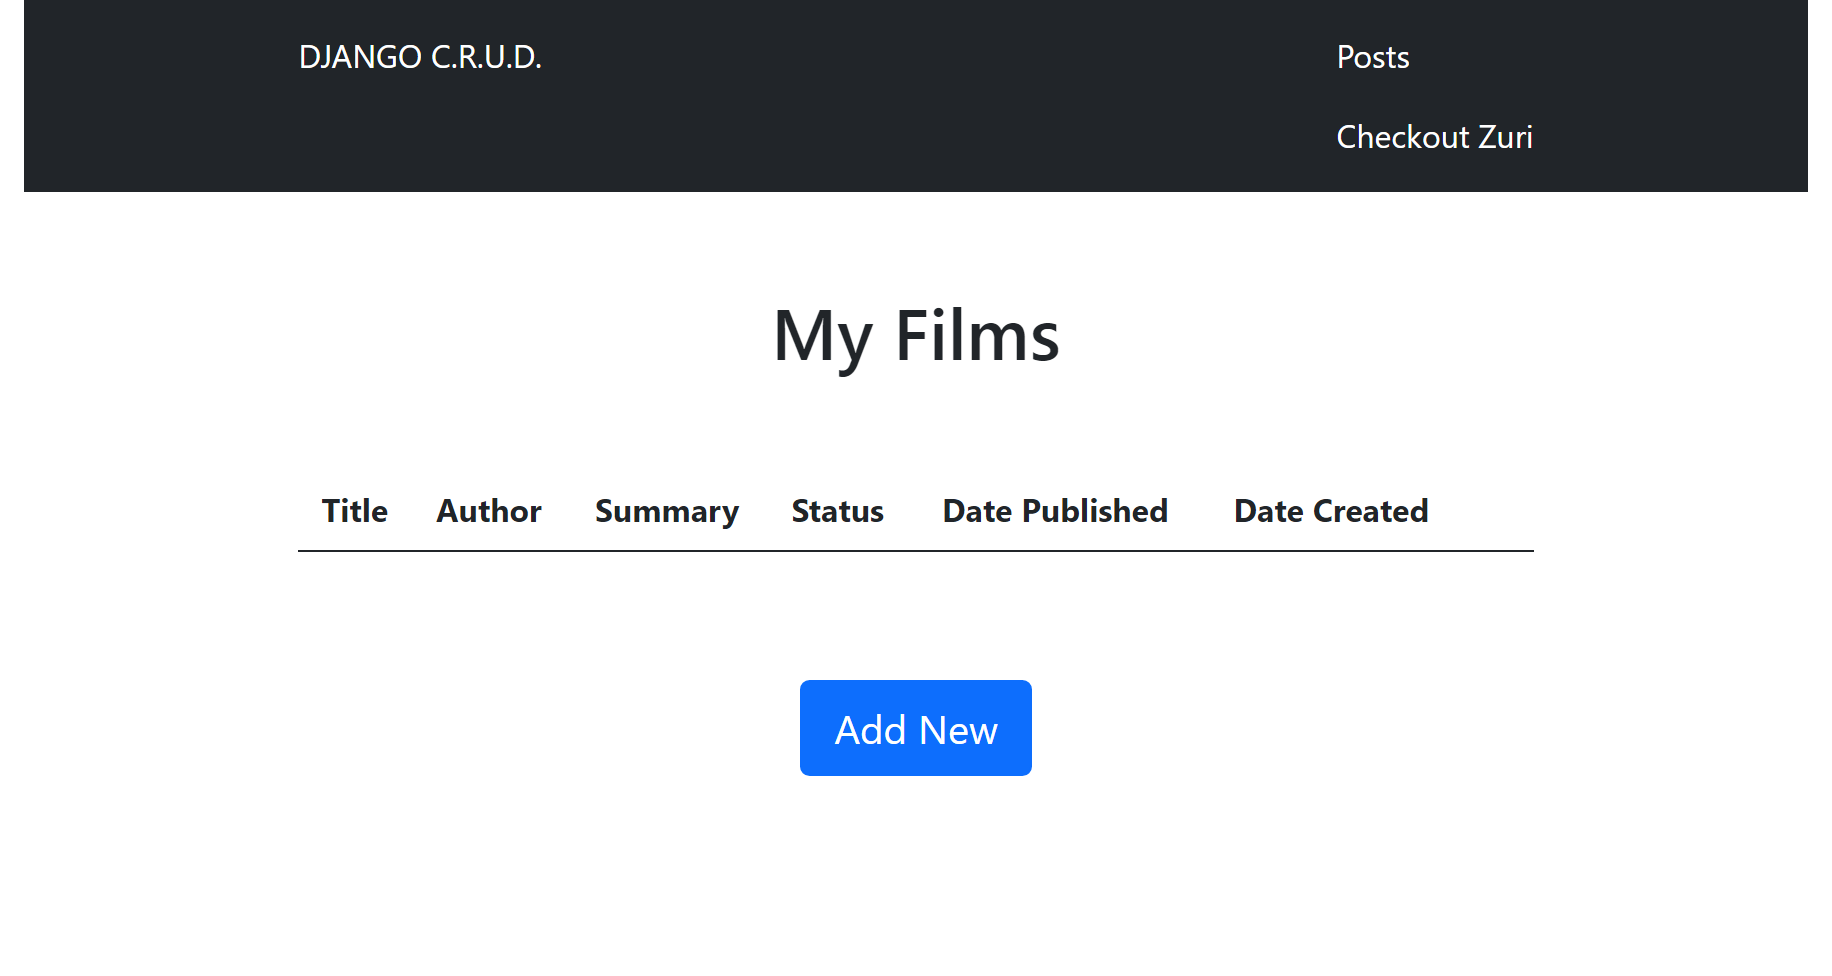 DJANGO C.R.U.D.
Posts
Checkout Zuri
My Films
Title Author Summary Status Date Published Date Created
Add New